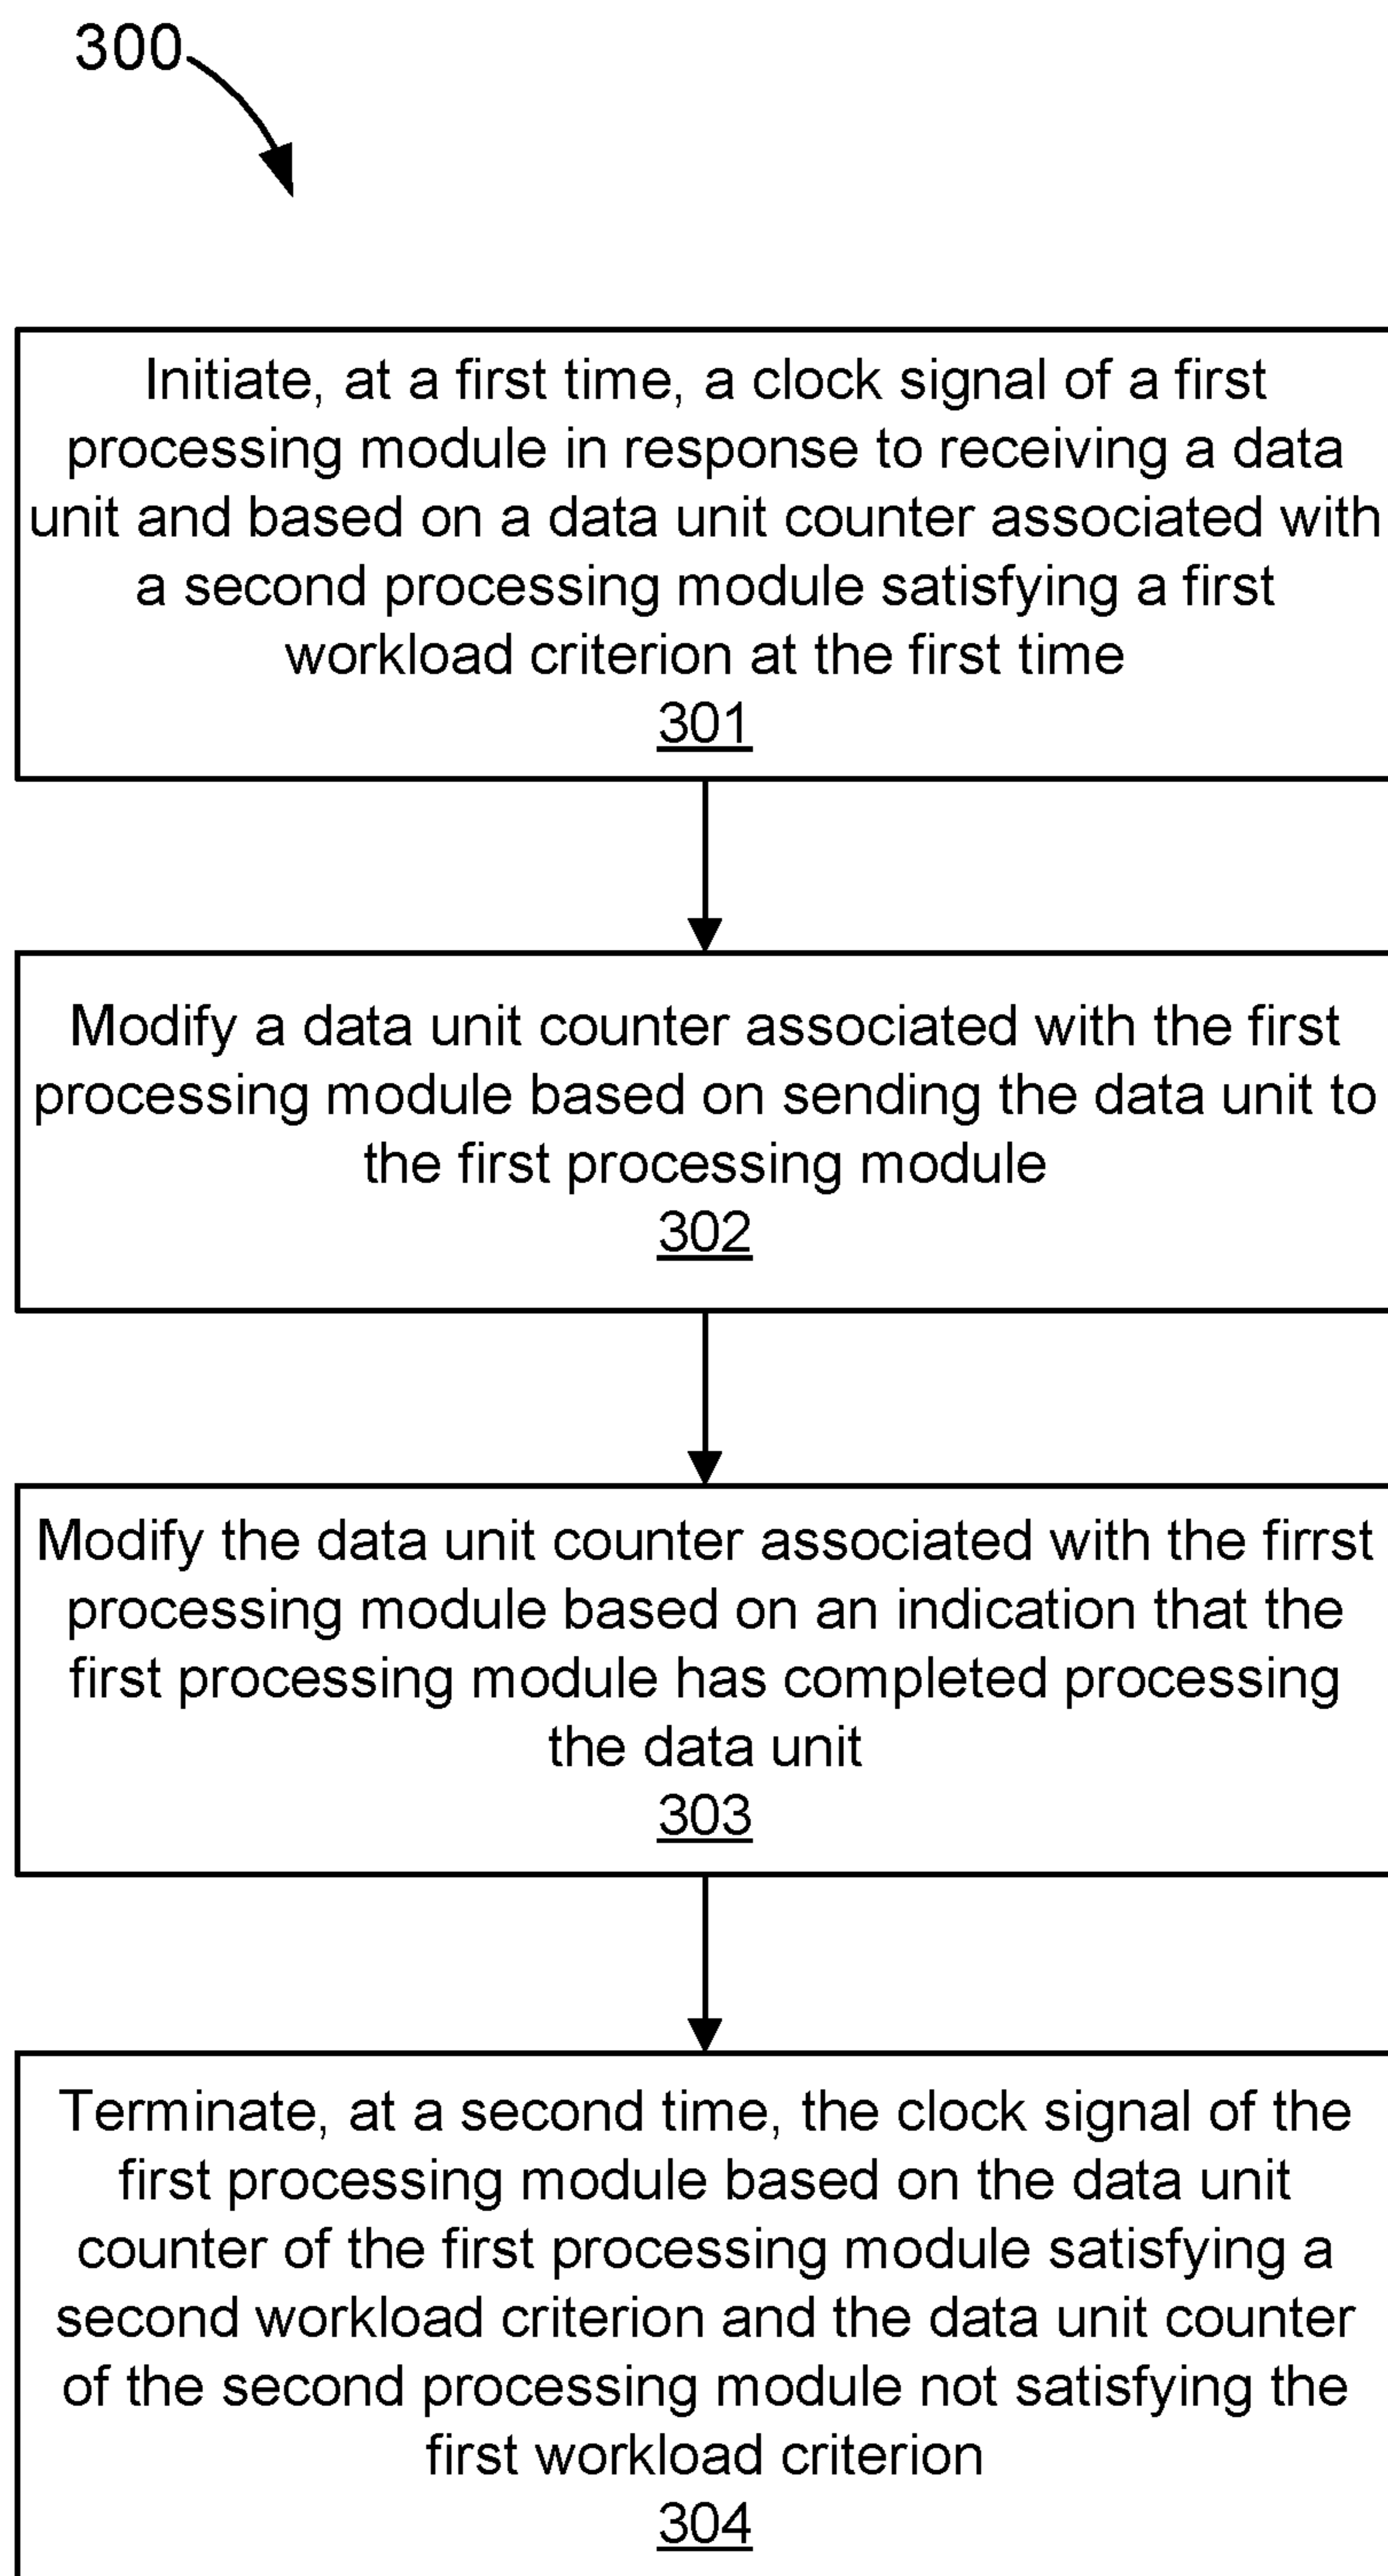 300
Initiate, at a first time, a clock signal of a first
processing module in response to receiving a data
unit and based on a data unit counter associated with
a second processing module satisfying a first
workload criterion at the first time
301
Modify a data unit counter associated with the first
processing module based on sending the data unit to
the first processing module
302
Modify the data unit counter associated with the firrst
processing module based on an indication that the
first processing module has completed processing
the data unit
303
Terminate, at a second time, the clock signal of the
first processing module based on the data unit
counter of the first processing module satisfying a
second workload criterion and the data unit counter
of the second processing module not satisfying the
first workload criterion
304